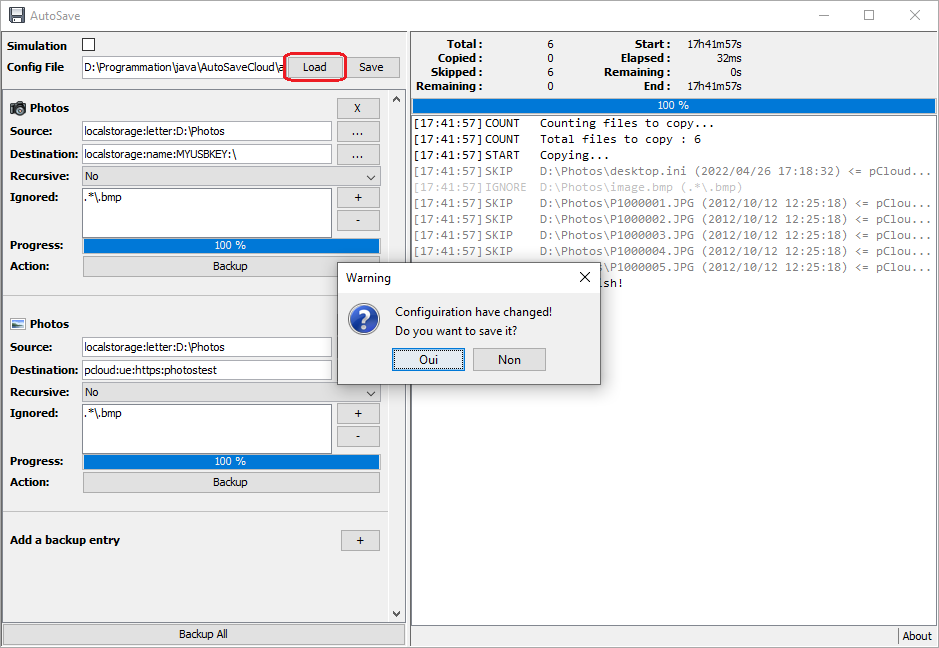 AutoSave
Simulation
Config File D:\Programmation\java\AutoSaveCloud\a Load Save
Photos X
Source: localstorage:letter:D:\Photos ...
Destination: localstorage:name:MYUSBKEY:\ ...
Recursive: No
Ignored: .*\.bmp +
-
Progress: 100 %
Action: Backup
Photos
Source: localstorage:letter:D:\Photos
Destination: pcloud:ue:https:photostest
Recursive: No
Ignored: .*\.bmp +
-
Progress: 100 %
Action: Backup
Add a backup entry +
Backup All
Total : 6 Start : 17h41m57s
Copied : 0 Elapsed : 32ms
Skipped : 6 Remaining : 0s
Remaining : 0 End : 17h41m57s
100 %
[17:41:57] COUNT Counting files to copy...
[17:41:57] COUNT Total files to copy : 6
[17:41:57] START Copying...
[17:41:57] SKIP D:\Photos\desktop.ini (2022/04/26 17:18:32) <= pCloud...
[17:41:57] IGNORE D:\Photos\image.bmp (.*\.bmp)
[17:41:57] SKIP D:\Photos\P1000001.JPG (2012/10/12 12:25:18) <= pClou...
[17:41:57] SKIP D:\Photos\P1000002.JPG (2012/10/12 12:25:18) <= pClou...
[17:41:57] SKIP D:\Photos\P1000003.JPG (2012/10/12 12:25:18) <= pClou...
[17:41:57] SKIP D:\Photos\P1000004.JPG (2012/10/12 12:25:18) <= pClou...
s\P1000005.JPG (2012/10/12 12:25:18) <= pClou...
sh!
Warning
Configuiration have changed!
Do you want to save it?
Oui Non
About